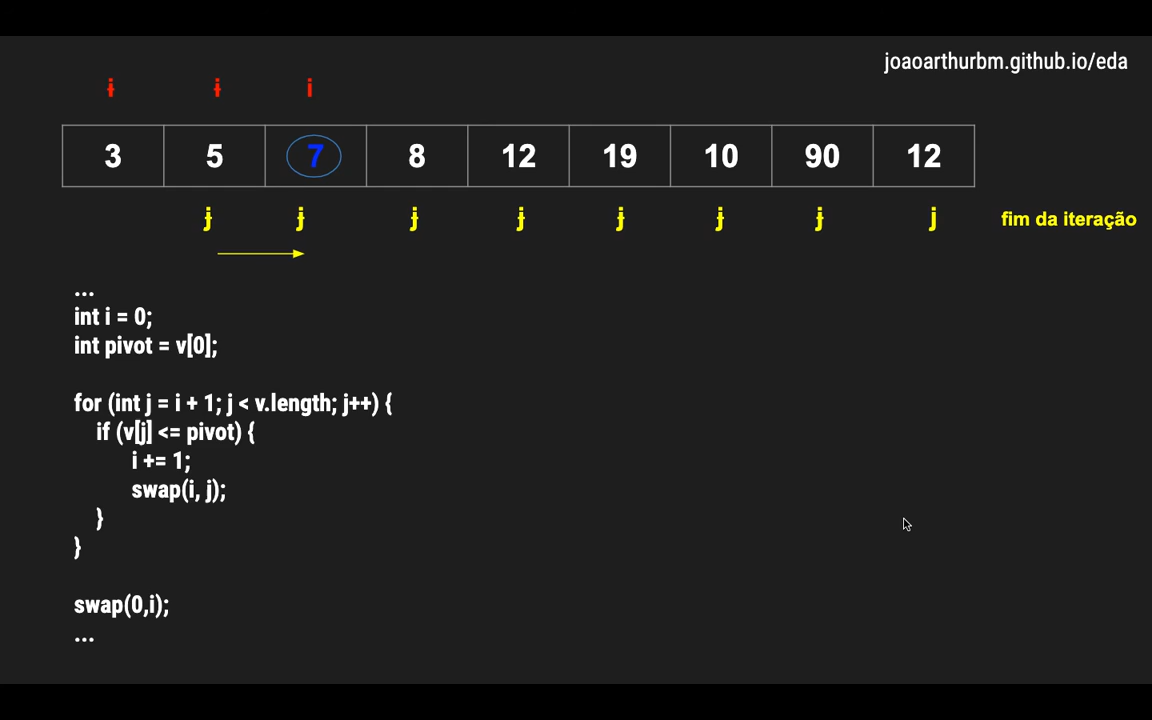 joaoarthurbm.github.io/eda
i i i
3 5 7 8 12 19 10 90 12
j j j j j j j j fim da iteração
...
int i = 0;
int pivot = v[0];
for (int j = i + 1; j < v.length; j++) {
if (v[j] <= pivot) {
i += 1;
swap(i, j);
}
}
swap(0,i);
...